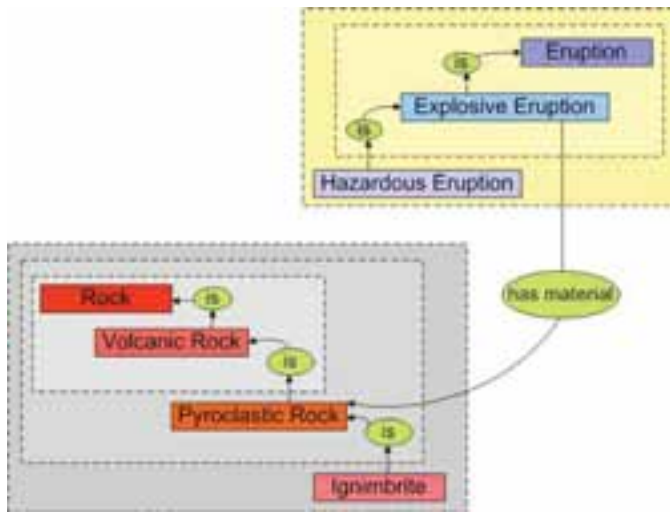 Eruption
is
Explosive Eruption
is
Hazardous Eruption
Rock
is
has material
Volcanic Rock
is
Pyroclastic Rock
is
Ignimbrite